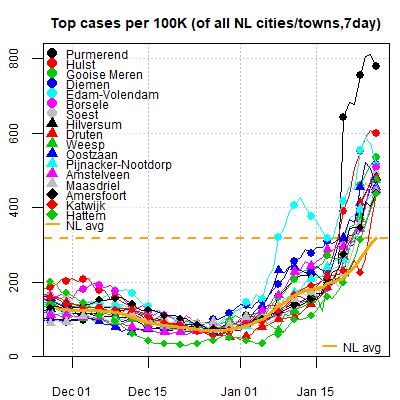 Top cases per 100K (of all NL cities/towns,7day)
800
600
400
200
0
Purmerend
Hulst
Gooise Meren
Diemen
Edam-Volendam
Borsele
Soest
Hilversum
Druten
Weesp
Oostzaan
Pijnacker-Nootdorp
Amstelveen
Maasdriel
Amersfoort
Katwijk
Hattem
NL avg
NL avg
Dec 01
Dec 15
Jan 01
Jan 15